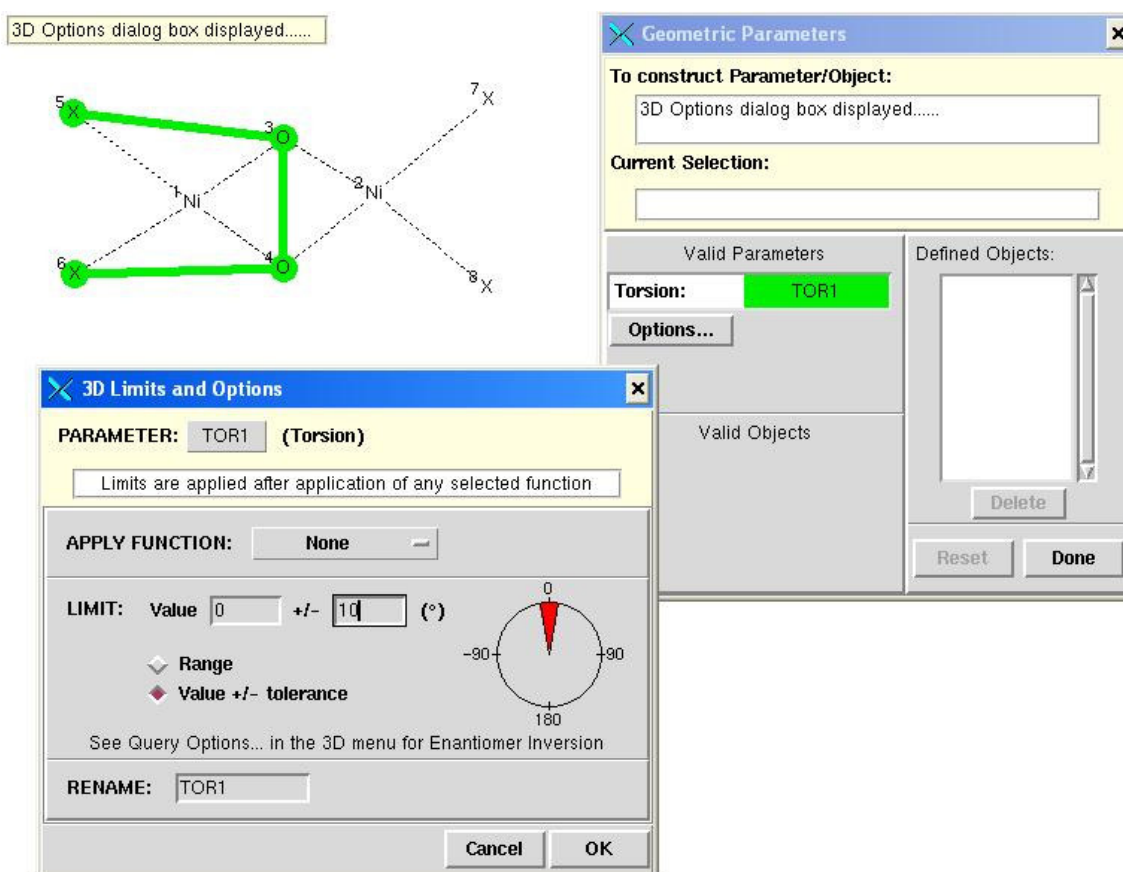 3D Options dialog box displayed......
5 X
3 O
7 X
1 Ni
2 Ni
6 X
4 O
8 X
Geometric Parameters
To construct Parameter/Object:
3D Options dialog box displayed......
Current Selection:
Valid Parameters
Torsion: TOR1
Options...
Valid Objects
Defined Objects:
Delete
Reset Done
3D Limits and Options
PARAMETER: TOR1 (Torsion)
Limits are applied after application of any selected function
APPLY FUNCTION: None
LIMIT: Value 0 +/- 10 (°)
Range
Value +/- tolerance
0
-90 90
180
See Query Options... in the 3D menu for Enantiomer Inversion
RENAME: TOR1
Cancel OK